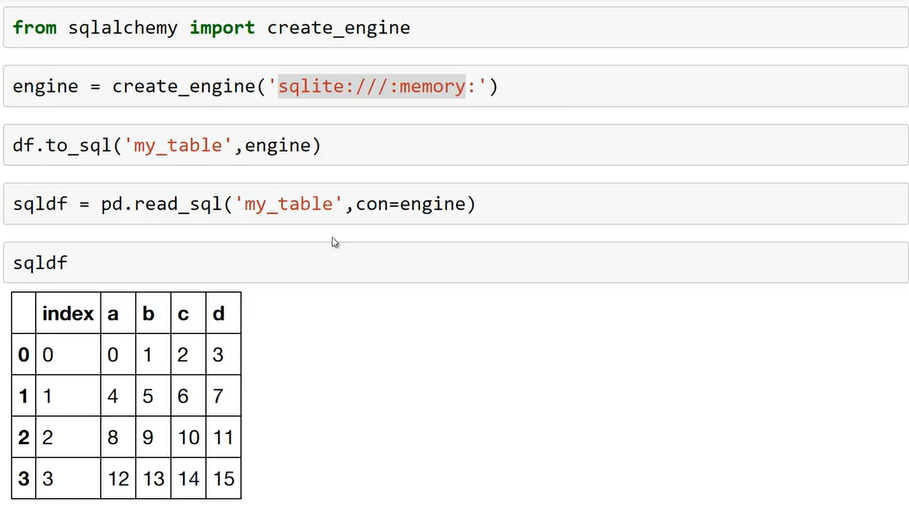 from sqlalchemy import create_engine
engine = create_engine('sqlite:///:memory:')
df.to_sql('my_table',engine)
sqldf = pd.read_sql('my_table',con=engine)
sqldf
index a b c d
0 0 0 1 2 3
1 1 4 5 6 7
2 2 8 9 10 11
3 3 12 13 14 15